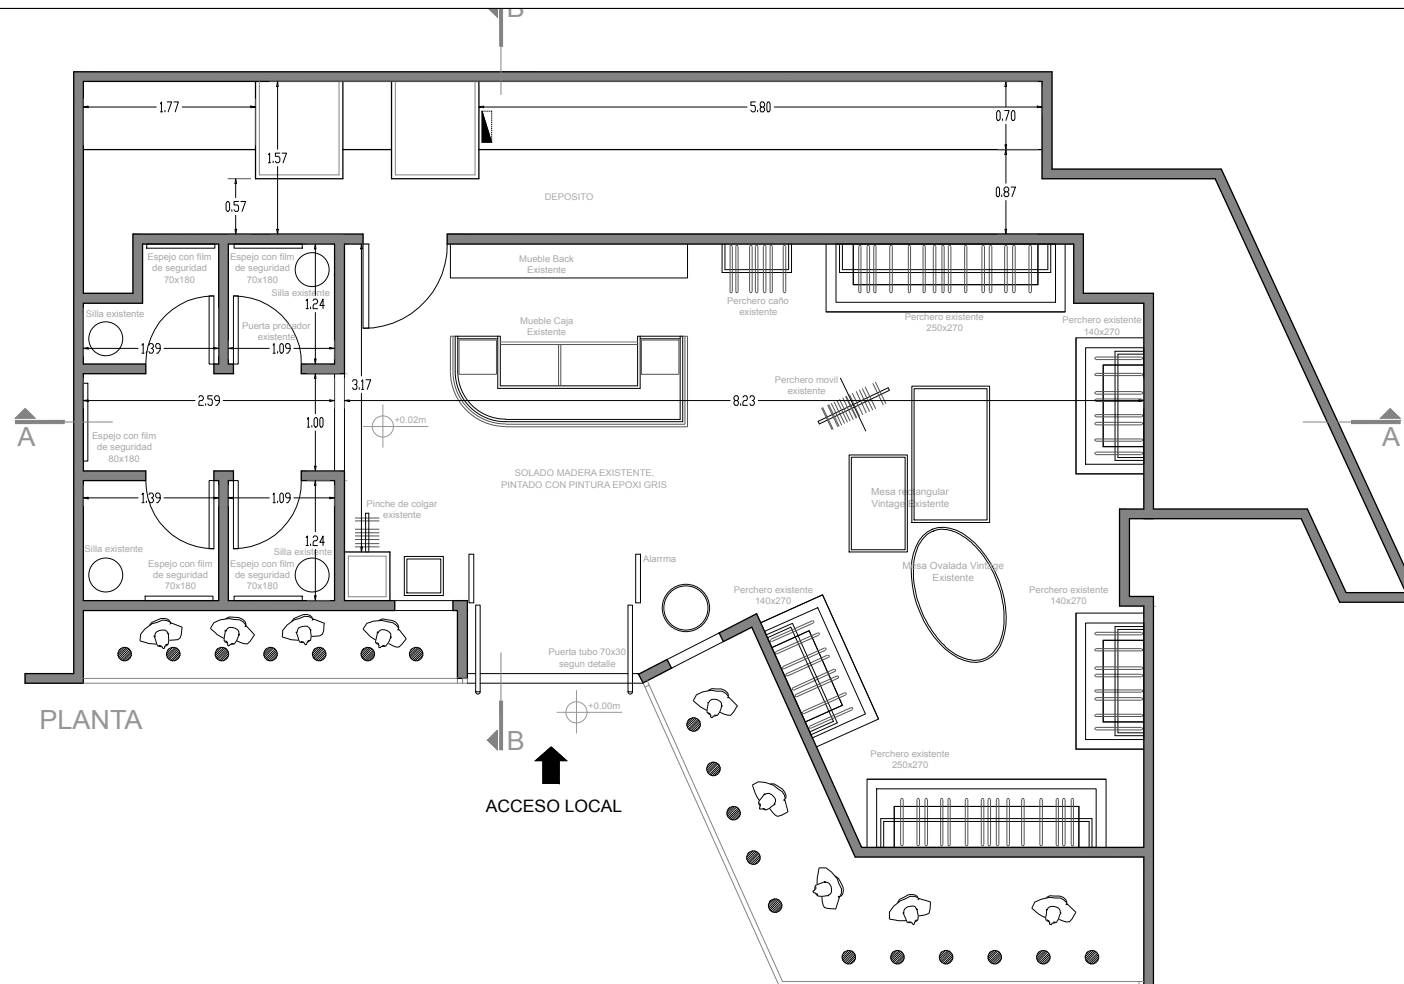 B
1.77
5.80
0.70
1.57
0.87
0.57
DEPOSITO
Espejo con film
de seguridad
70x180
Espejo con film
de seguridad
70x180
Mueble Back
Existente
Silla existente
1.24
Perchero caño
existente
Silla existente
Puerta probador
existente
Mueble Caja
Existente
Perchero existente
250x270
Perchero existente
140x270
1.39
1.09
3.17
Perchero movil
existente
2.59
8.23
A
1.00
+0.02m
A
Espejo con film
de seguridad
80x180
SOLADO MADERA EXISTENTE,
PINTADO CON PINTURA EPOXI GRIS
1.39
1.09
Pinche de colgar
existente
Mesa rectangular
Vintage Existente
1.24
Silla existente
Silla existente
Espejo con film
de seguridad
70x180
Espejo con film
de seguridad
70x180
Alarrma
Mesa Ovalada Vintage
Existente
Perchero existente
140x270
Perchero existente
140x270
Puerta tubo 70x30
segun detalle
+0.00m
PLANTA
B
Perchero existente
250x270
ACCESO LOCAL